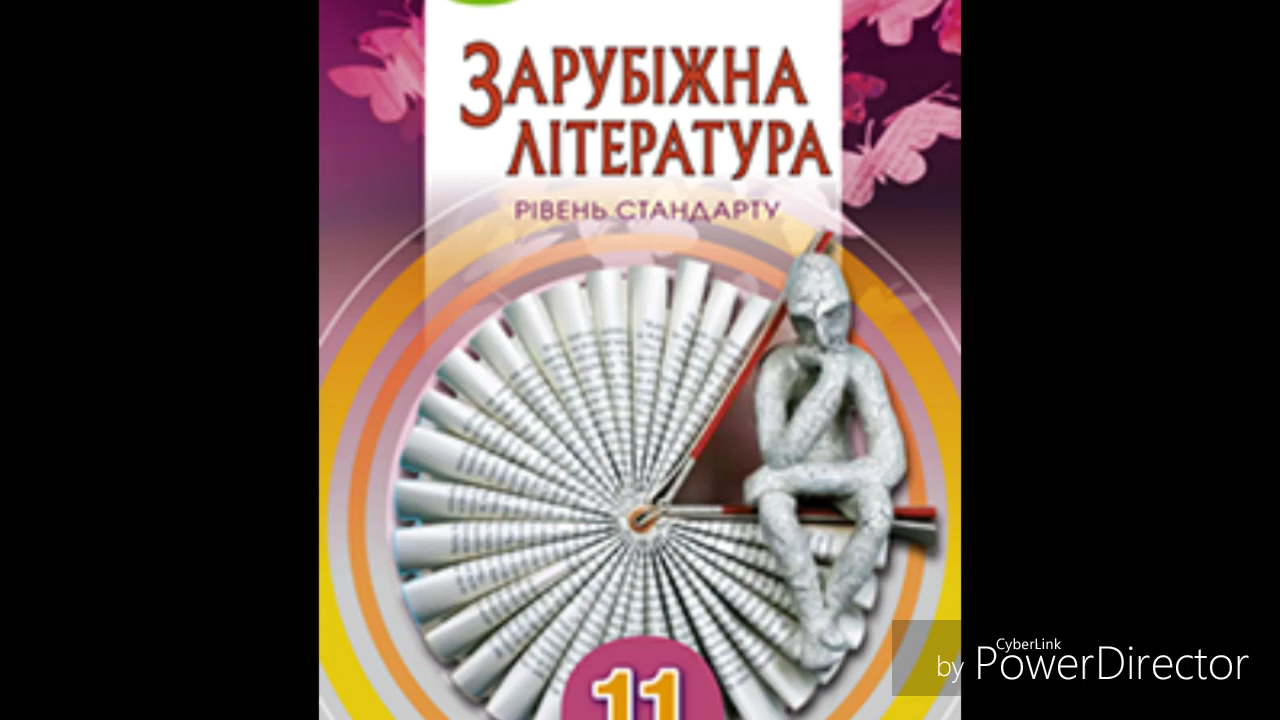 ЗАРУБІЖНА
ЛІТЕРАТУРА
РІВЕНЬ СТАНДАРТУ
11
CyberLink
by PowerDirector